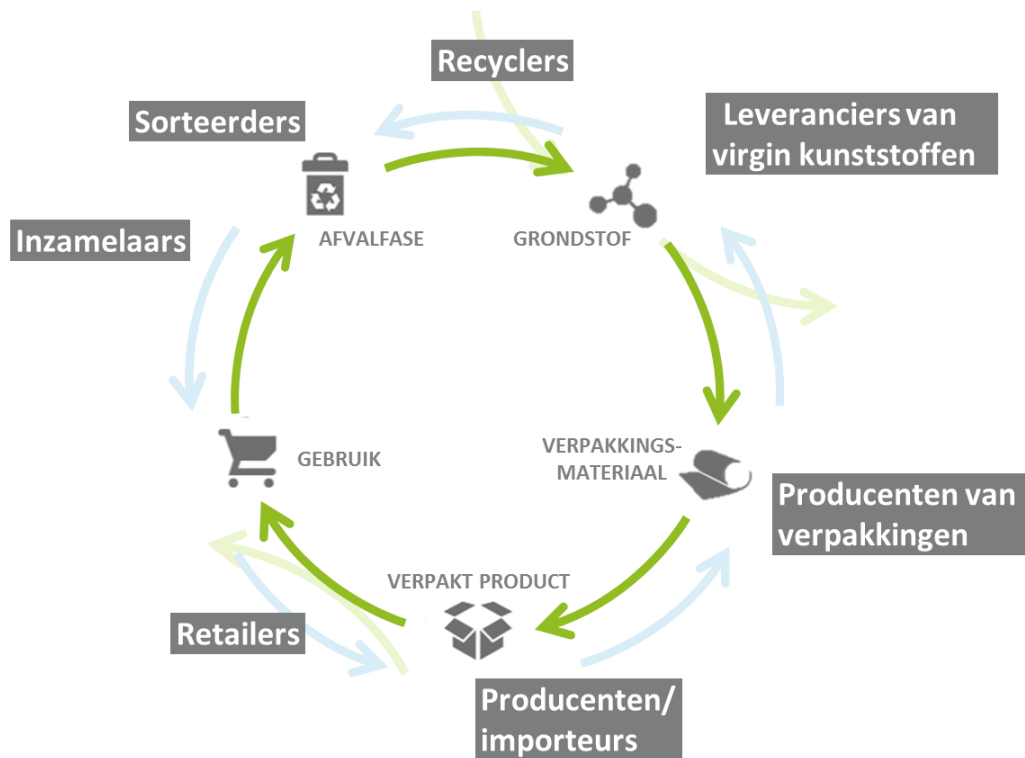 Recyclers
Sorteerders
Leveranciers van
virgin kunststoffen
Inzamelaars
AFVALFASE
GRONDSTOF
GEBRUIK
VERPAKKINGS-
MATERIAAL
Producenten van
verpakkingen
VERPAKT PRODUCT
Retailers
Producenten/
importeurs